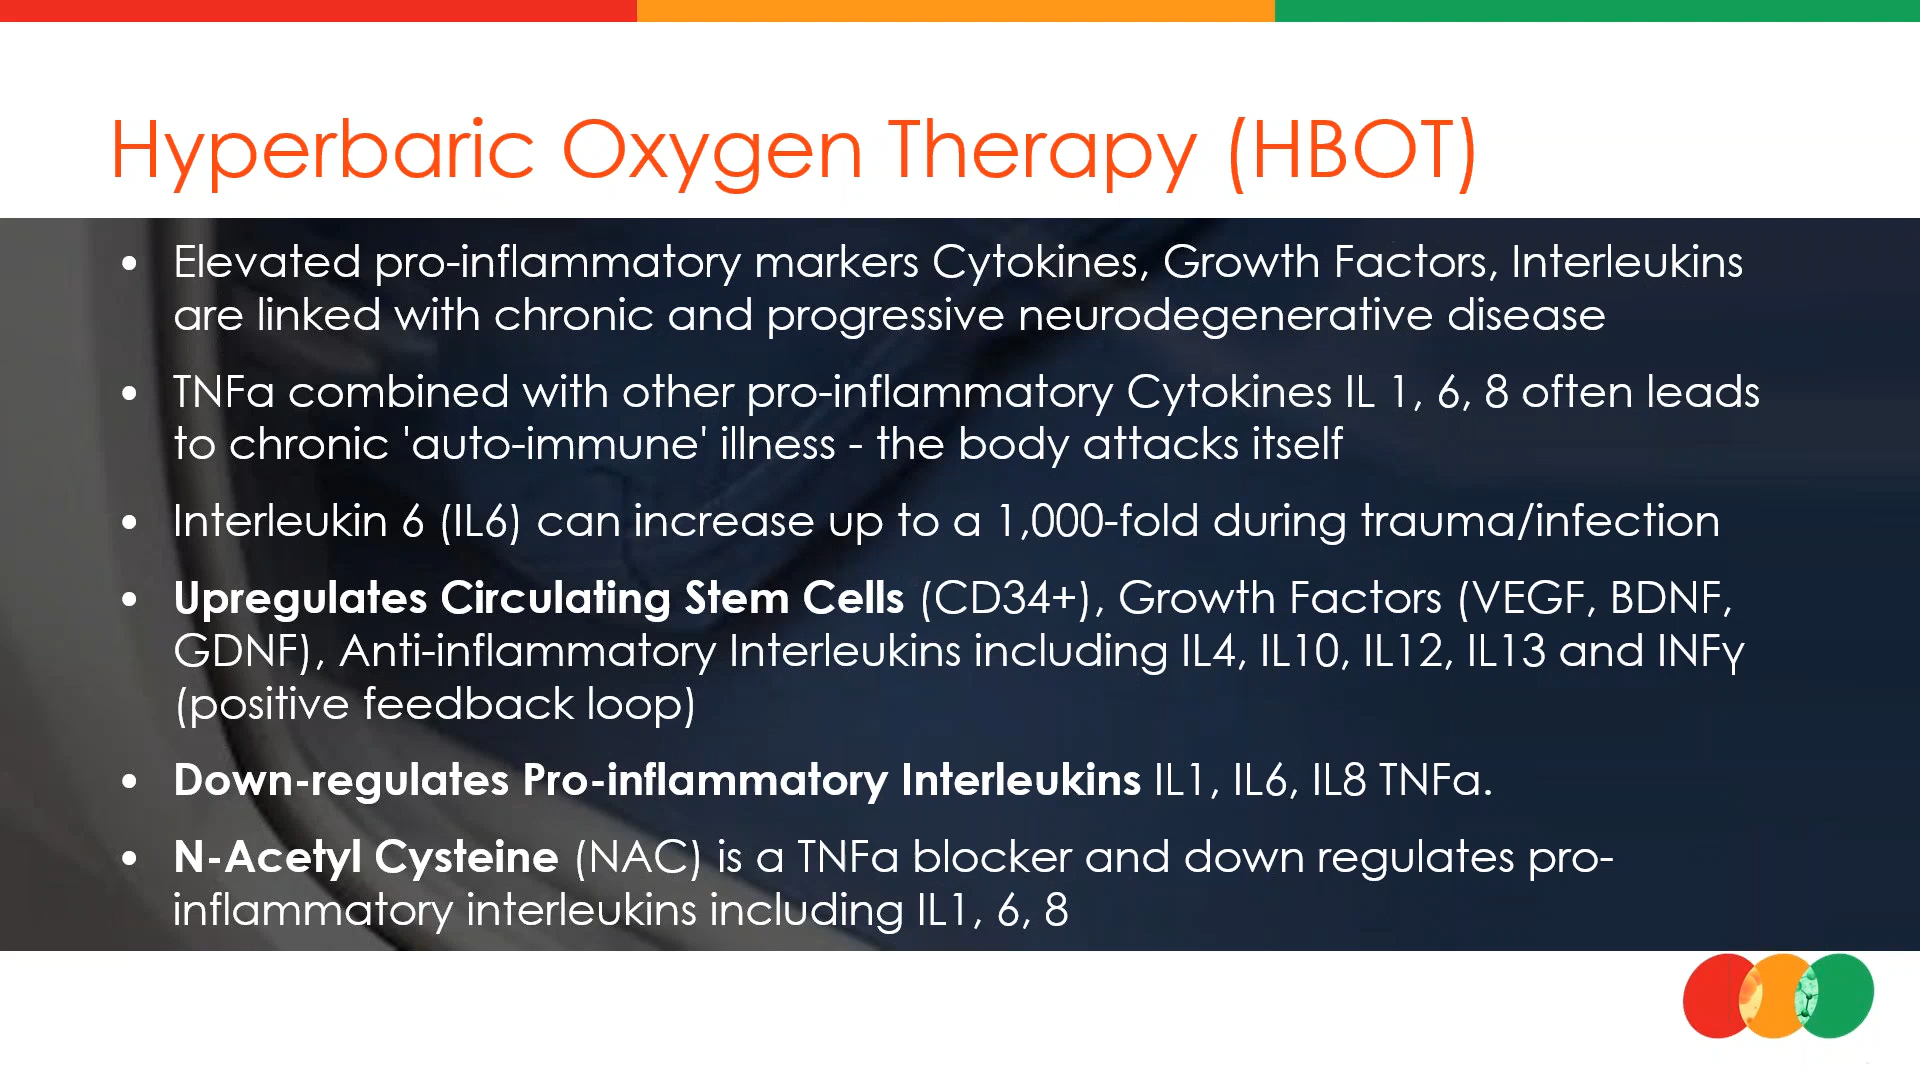 Hyperbaric Oxygen Therapy (HBOT)
• Elevated pro-inflammatory markers Cytokines, Growth Factors, Interleukins
are linked with chronic and progressive neurodegenerative disease
• TNFa combined with other pro-inflammatory Cytokines IL 1, 6, 8 often leads
to chronic 'auto-immune' illness - the body attacks itself
• Interleukin 6 (IL6) can increase up to a 1,000-fold during trauma/infection
• Upregulates Circulating Stem Cells (CD34+), Growth Factors (VEGF, BDNF,
GDNF), Anti-inflammatory Interleukins including IL4, IL10, IL12, IL13 and INFγ
(positive feedback loop)
• Down-regulates Pro-inflammatory Interleukins IL1, IL6, IL8 TNFa.
• N-Acetyl Cysteine (NAC) is a TNFa blocker and down regulates pro-
inflammatory interleukins including IL1, 6, 8